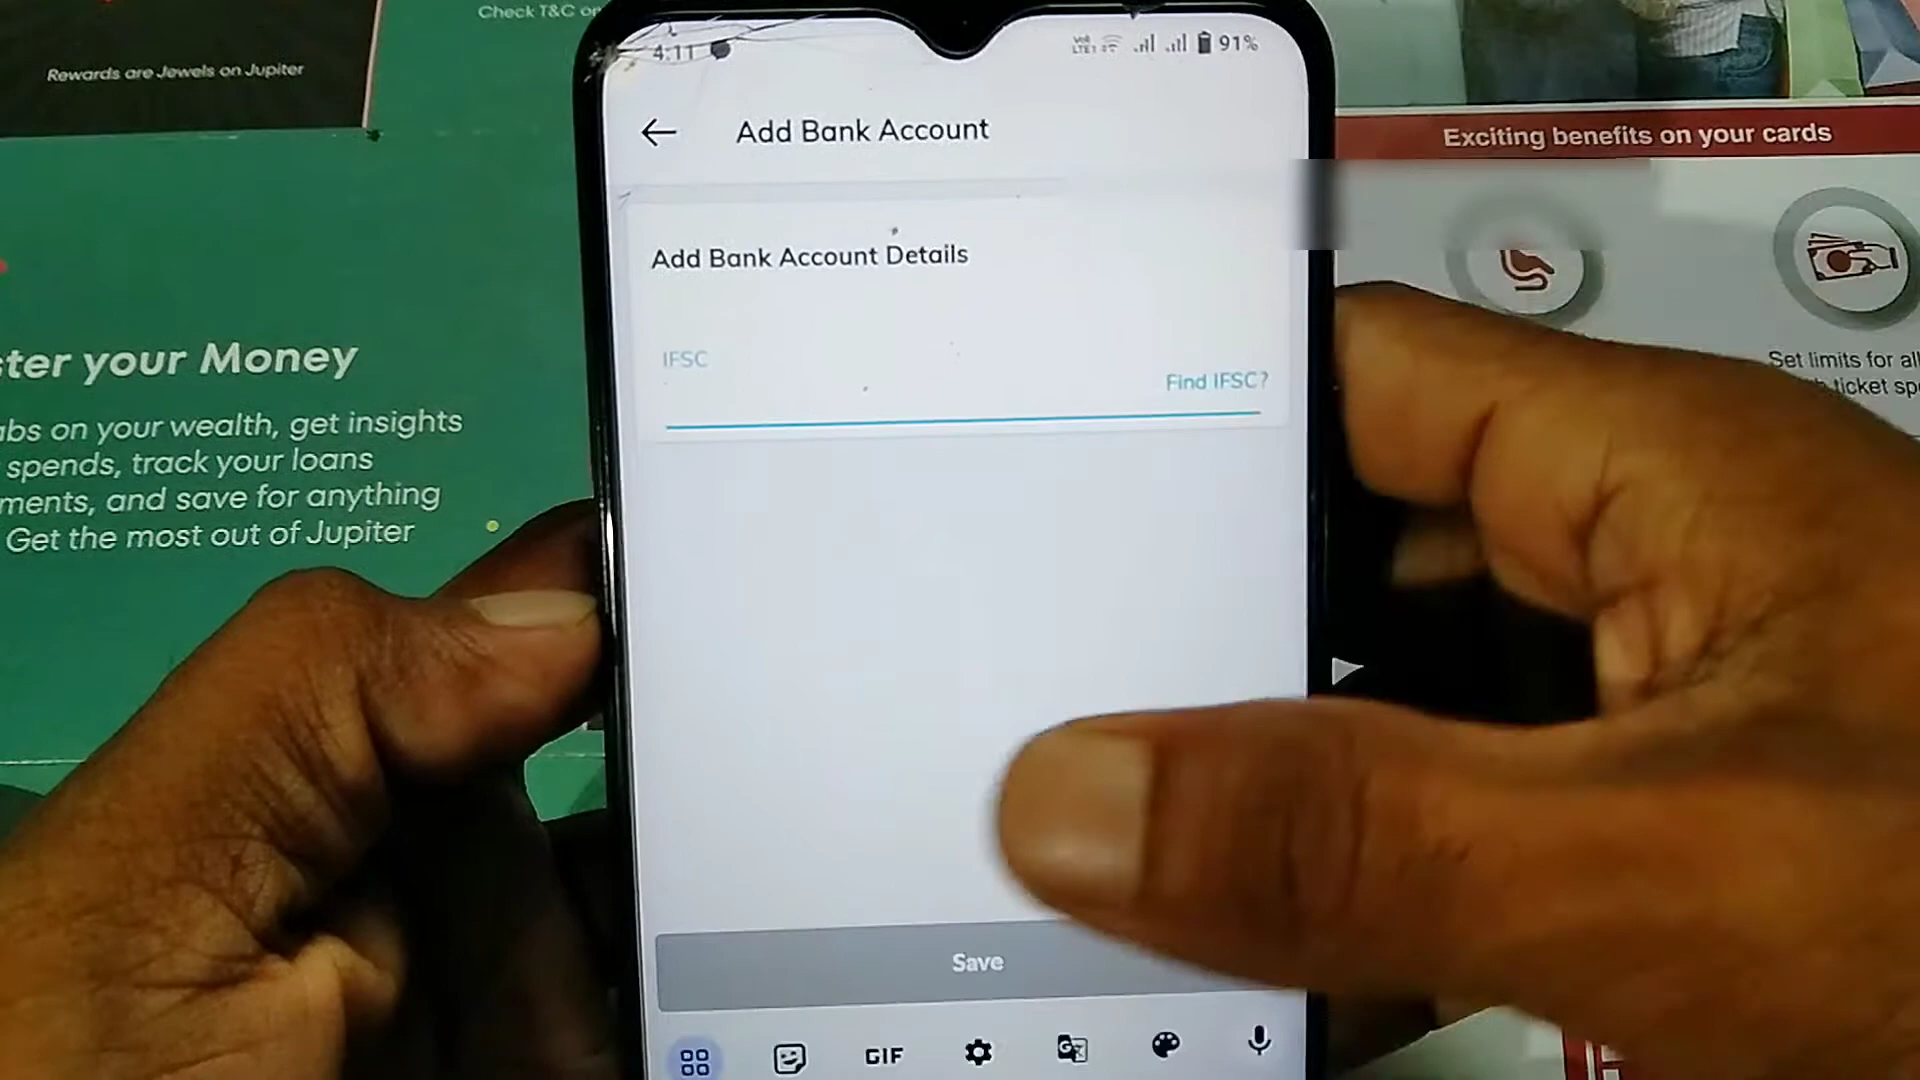 Check T&C
Rewards are Jewels on Jupiter
ter your Money
abs on your wealth, get insights
spends, track your loans
ments, and save for anything
Get the most out of Jupiter
4:11
91%
Add Bank Account
Add Bank Account Details
IFSC
Find IFSC?
Save
GIF
Exciting benefits on your cards
Set limits for all
ticket